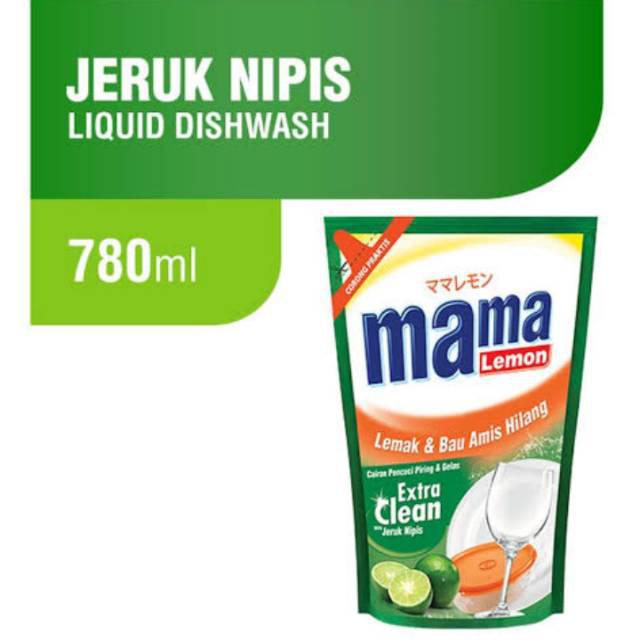 JERUK NIPIS
LIQUID DISHWASH
780ml
CORONG PRAKTIS
ママレモン
mama
Lemon
Lemak & Bau Amis Hilang
Cairan Pencuci Piring & Gelas
Extra
Clean
Jeruk Nipis